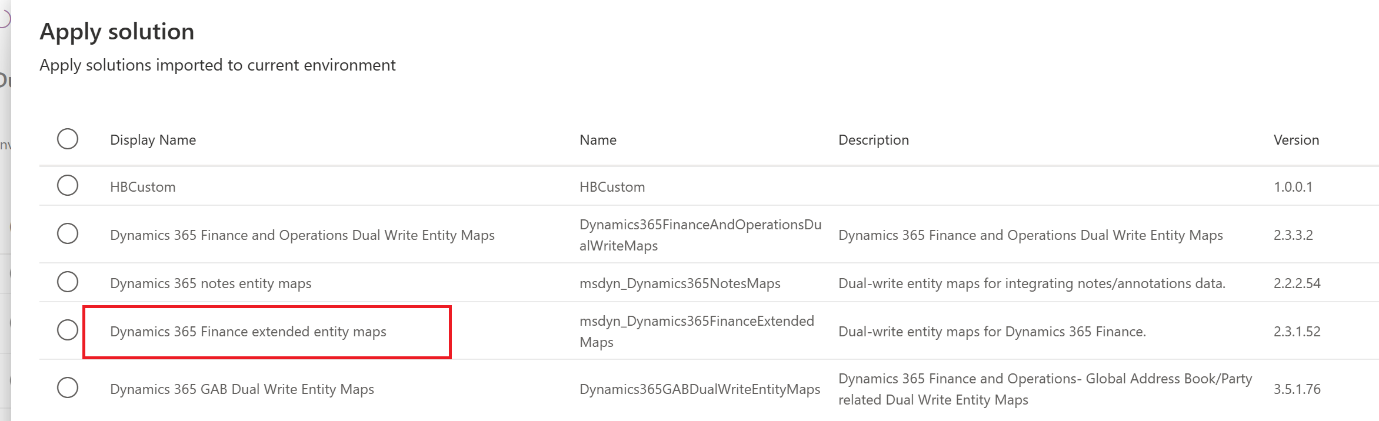 Apply solution
Apply solutions imported to current environment
Display Name Name Description Version
HBCustom HBCustom 1.0.0.1
Dynamics 365 Finance and Operations Dual Write Entity Maps Dynamics365FinanceAndOperationsDu
alWriteMaps Dynamics 365 Finance and Operations Dual Write Entity Maps 2.3.3.2
Dynamics 365 notes entity maps msdyn_Dynamics365NotesMaps Dual-write entity maps for integrating notes/annotations data. 2.2.2.54
Dynamics 365 Finance extended entity maps msdyn_Dynamics365FinanceExtended
Maps Dual-write entity maps for Dynamics 365 Finance. 2.3.1.52
Dynamics 365 GAB Dual Write Entity Maps Dynamics365GABDualWriteEntityMaps Dynamics 365 Finance and Operations- Global Address Book/Party
related Dual Write Entity Maps 3.5.1.76